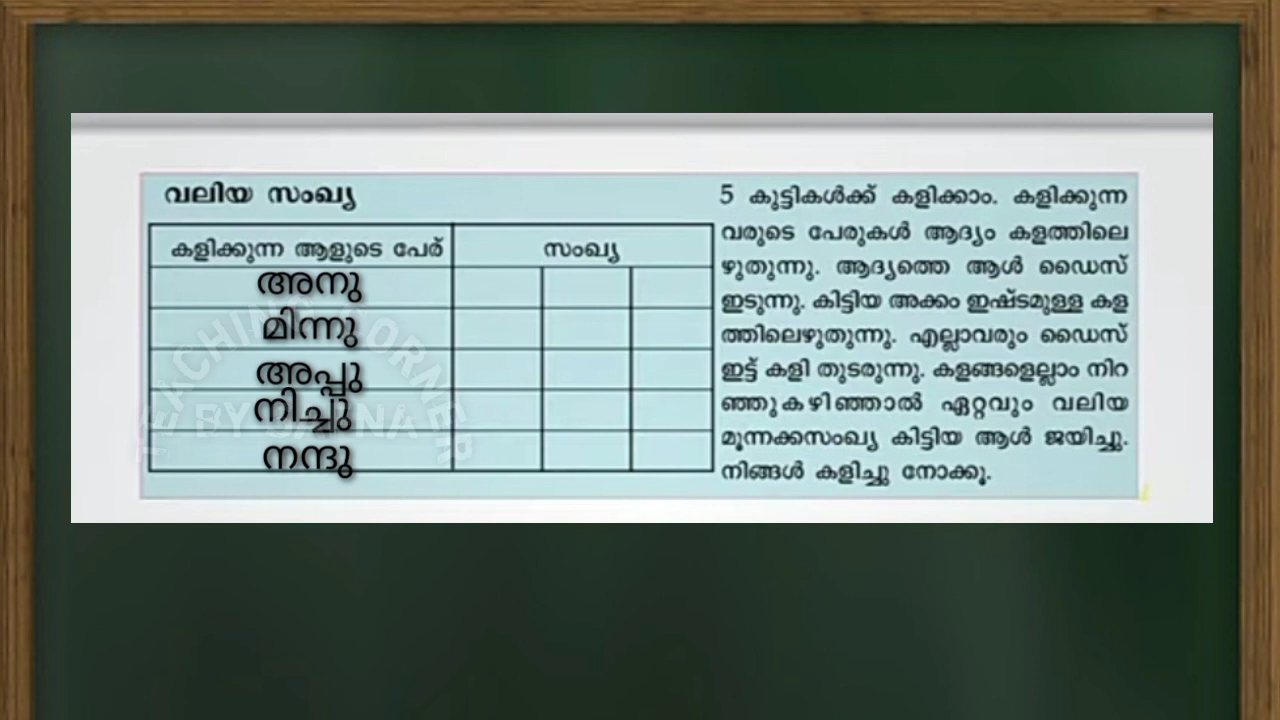 വലിയ സംഖ്യ
കളിക്കുന്ന ആളുടെ പേര് സംഖ്യ
അനു
മിന്നു
അപ്പു
നിച്ചു
നന്ദു
5 കുട്ടികൾക്ക് കളിക്കാം. കളിക്കുന്ന
വരുടെ പേരുകൾ ആദ്യം കളത്തിലെ
ഴുതുന്നു. ആദ്യത്തെ ആൾ ഡൈസ്
ഇടുന്നു. കിട്ടിയ അക്കം ഇഷ്ടമുള്ള കള
ത്തിലെഴുതുന്നു. എല്ലാവരും ഡൈസ്
ഇട്ട് കളി തുടരുന്നു. കളങ്ങളെല്ലാം നിറ
ഞ്ഞുകഴിഞ്ഞാൽ ഏറ്റവും വലിയ
മൂന്നക്കസംഖ്യ കിട്ടിയ ആൾ ജയിച്ചു.
നിങ്ങൾ കളിച്ചു നോക്കൂ.